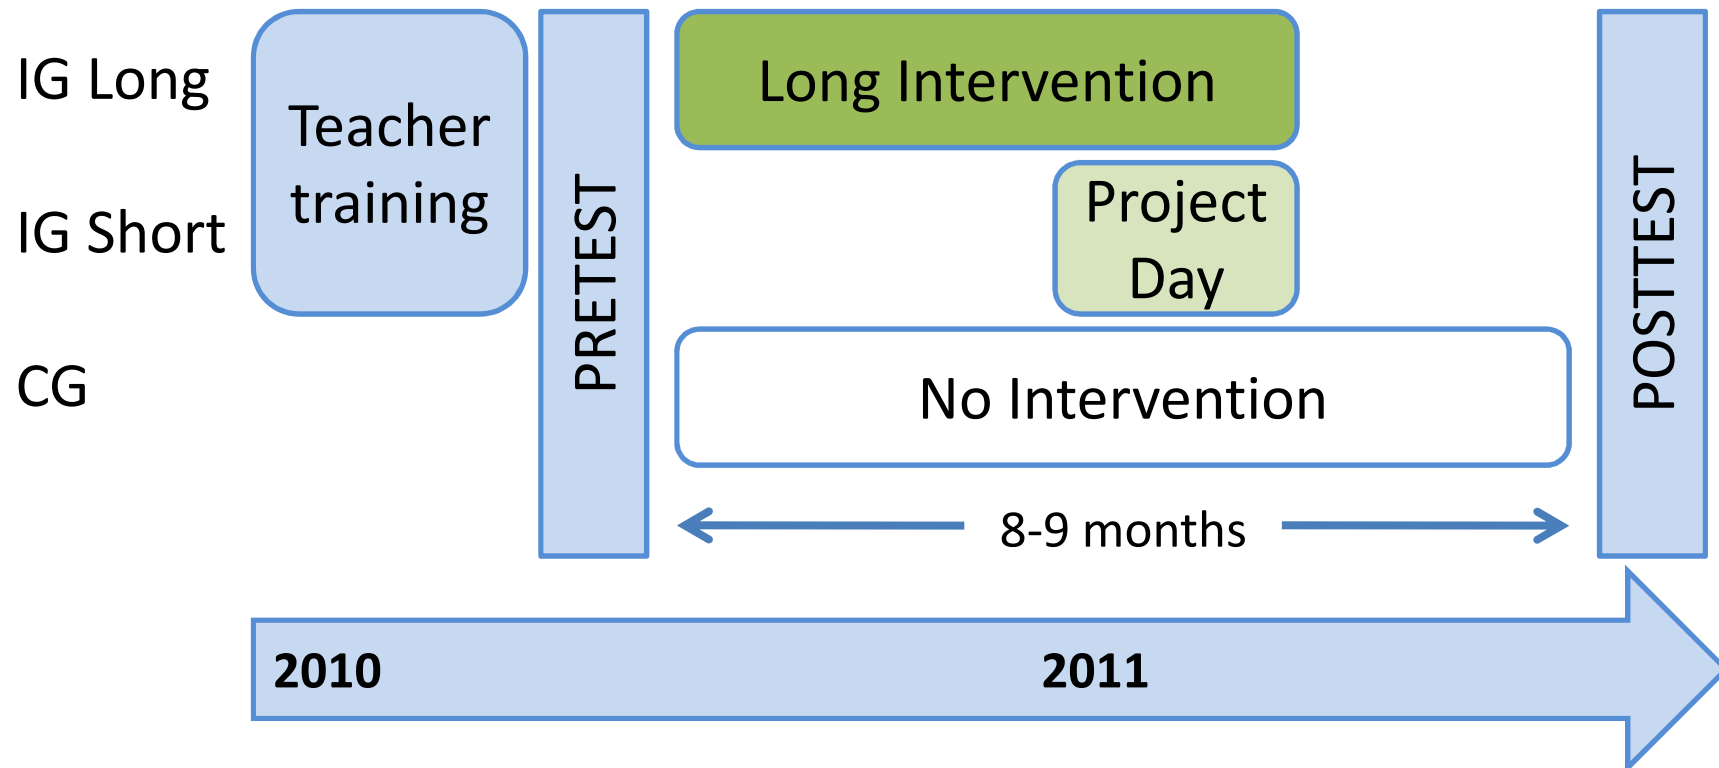 IG Long
IG Short
CG
Teacher
training
PRETEST
Long Intervention
Project
Day
No Intervention
8-9 months
POSTTEST
2010
2011